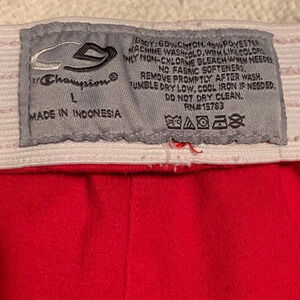 BODY: 60% COTTON, 40% POLYESTER
MACHINE WASH COLD, WITH LIKE COLORS.
ONLY NON-CHLORINE BLEACH WHEN NEEDED.
NO FABRIC SOFTENERS.
REMOVE PROMPTLY AFTER WASH.
TUMBLE DRY LOW, COOL IRON IF NEEDED.
DO NOT DRY CLEAN.
RN#15763
BY Champion®
L
MADE IN INDONESIA